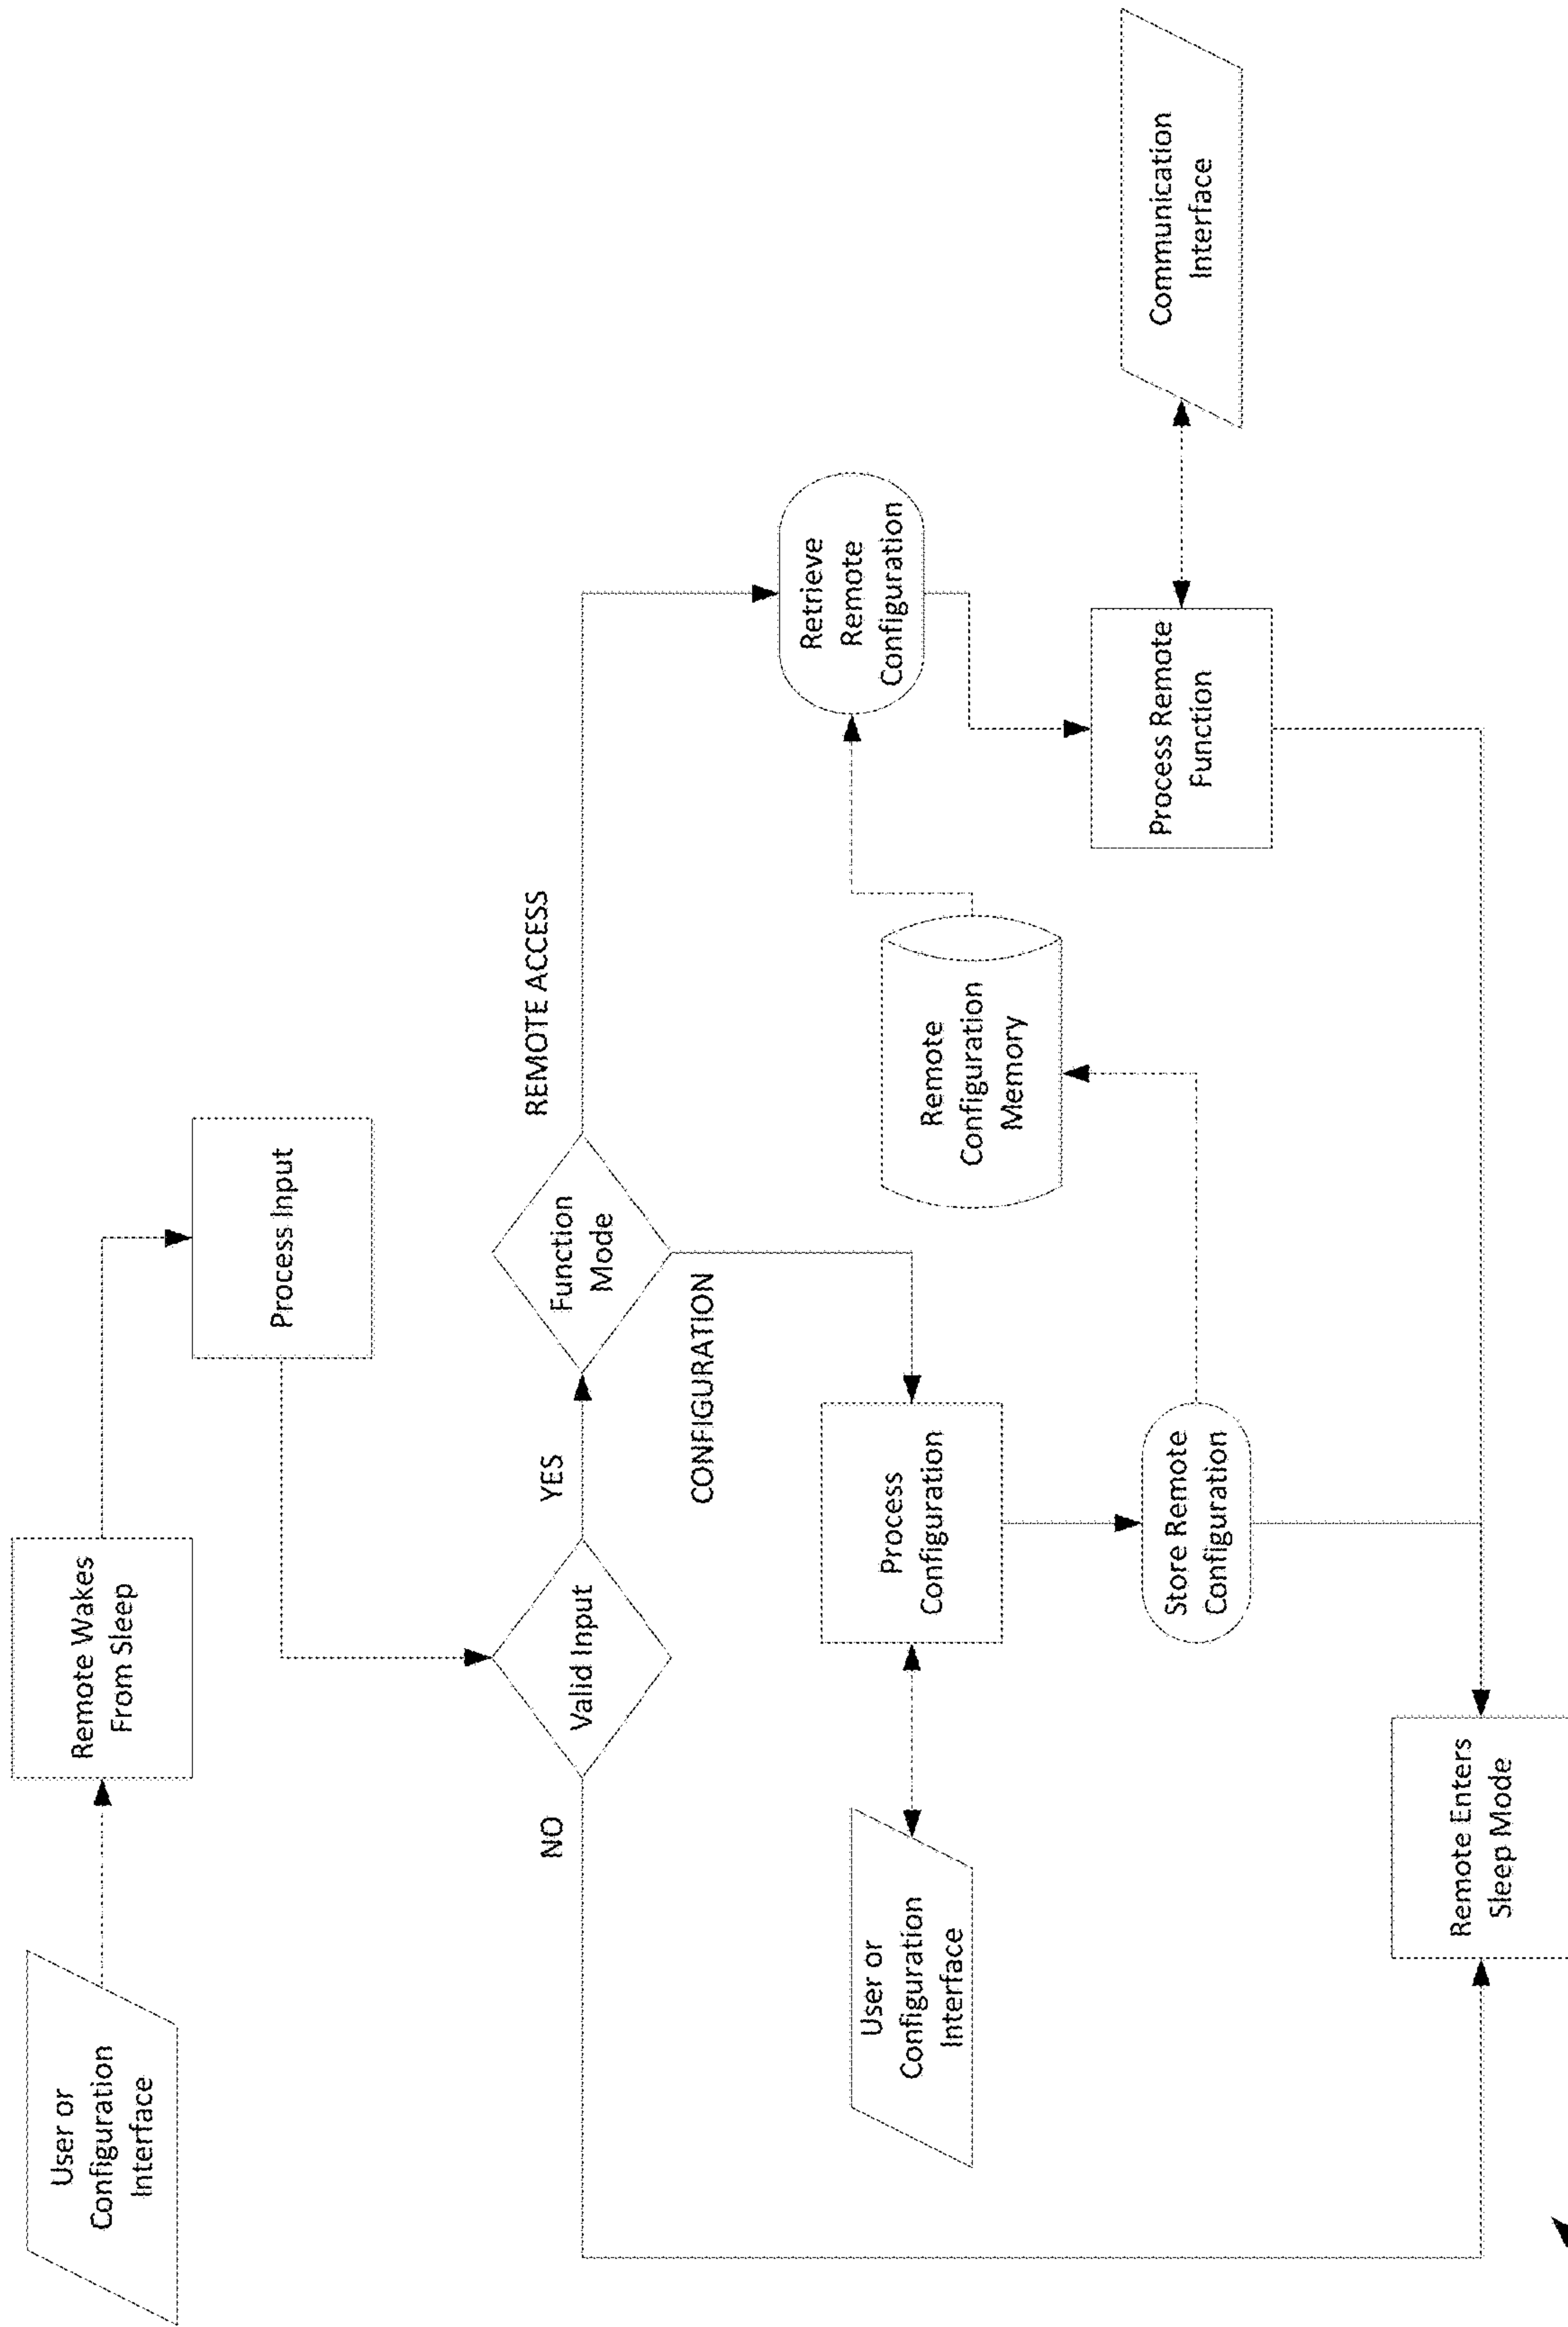 User or
Configuration
Interface
Remote Wakes
From Sleep
Process Input
Valid Input
YES
NO
Function
Mode
REMOTE ACCESS
CONFIGURATION
User or
Configuration
Interface
Process
Configuration
Store Remote
Configuration
Remote
Configuration
Memory
Retrieve
Remote
Configuration
Process Remote
Function
Communication
Interface
Remote Enters
Sleep Mode